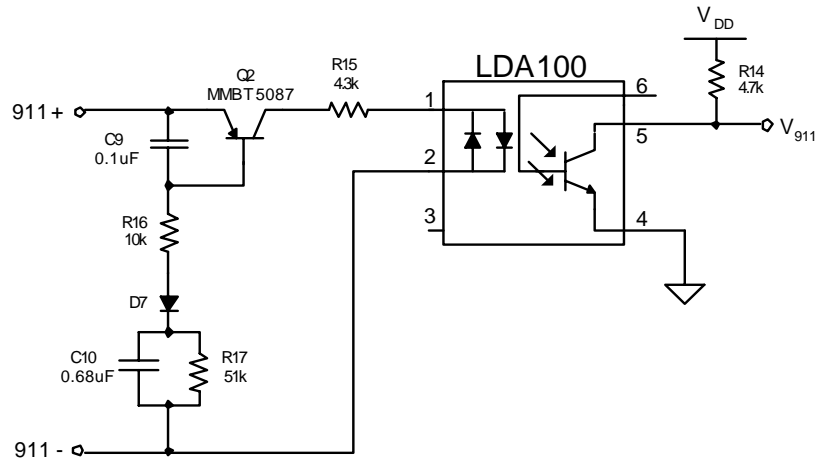 V DD
LDA100
R14
4.7k
R15
4.3k
Q2
MMBT5087
911 +
C9
0.1uF
1
2
3
6
5
4
V911
R16
10k
D7
C10
0.68uF
R17
51k
911 -